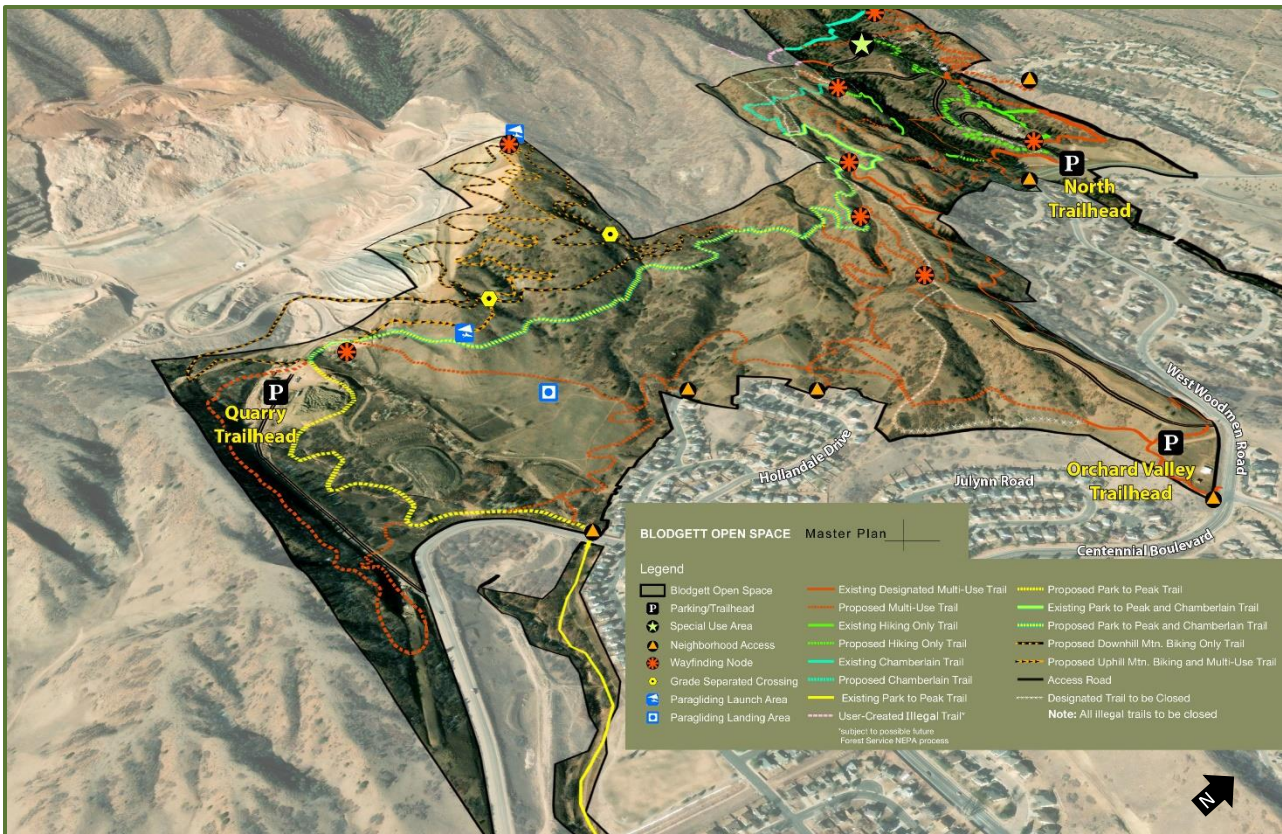 P
North
Trailhead
P
Quarry
Trailhead
West Woodmen Road
Hollandale Drive
Julynn Road
P
Orchard Valley
Trailhead
Centennial Boulevard
BLODGETT OPEN SPACE Master Plan
Legend
Blodgett Open Space
P Parking/Trailhead
Special Use Area
Neighborhood Access
Wayfinding Node
Grade Separated Crossing
Paragliding Launch Area
Paragliding Landing Area
Existing Designated Multi-Use Trail
Proposed Multi-Use Trail
Existing Hiking Only Trail
Proposed Hiking Only Trail
Existing Chamberlain Trail
Proposed Chamberlain Trail
Existing Park to Peak Trail
User-Created Illegal Trail*
*subject to possible future
Forest Service NEPA process
Proposed Park to Peak Trail
Existing Park to Peak and Chamberlain Trail
Proposed Park to Peak and Chamberlain Trail
Proposed Downhill Mtn. Biking Only Trail
Proposed Uphill Mtn. Biking and Multi-Use Trail
Access Road
Designated Trail to be Closed
Note: All illegal trails to be closed
N